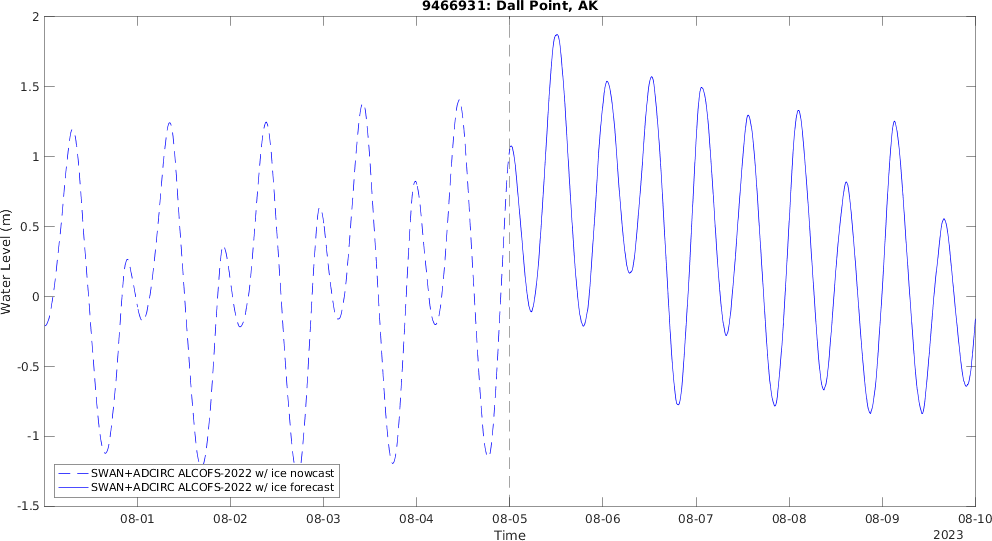 9466931: Dall Point, AK
2
1.5
1
0.5
0
-0.5
-1
-1.5
Water Level (m)
SWAN+ADCIRC ALCOFS-2022 w/ ice nowcast
SWAN+ADCIRC ALCOFS-2022 w/ ice forecast
08-01 08-02 08-03 08-04 08-05 08-06 08-07 08-08 08-09 08-10
Time
2023